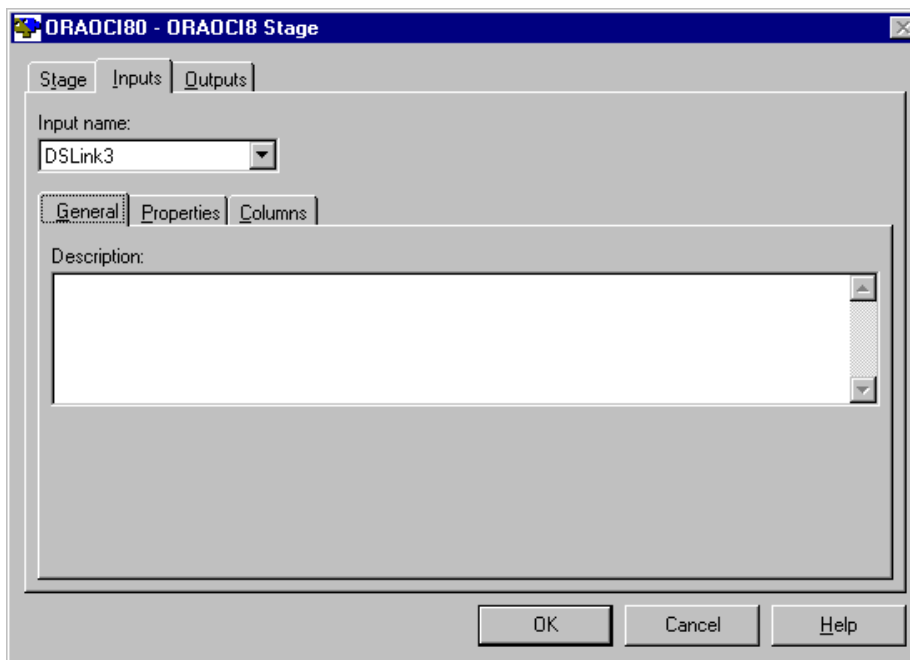 ORAOCI80 - ORAOCI8 Stage
Stage Inputs Outputs
Input name:
DSLink3
General Properties Columns
Description:
OK Cancel Help